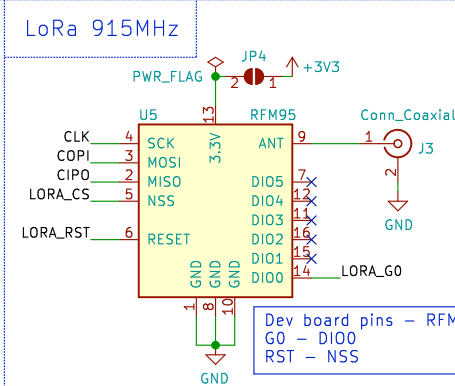 LoRa 915MHz
JP4
PWR_FLAG
2
1
+3V3
13
U5
RFM95
Conn_Coaxial
CLK
4
SCK
3.3V
ANT
9
1
J3
COPI
3
MOSI
CIPO
2
MISO
DIO5
7
2
LORA_CS
5
NSS
DIO4
12
DIO3
11
GND
LORA_RST
6
RESET
DIO2
16
DIO1
15
GND
GND
GND
DIO0
14
LORA_G0
1
8
10
Dev board pins – RFM
G0 – DIO0
RST – NSS
GND